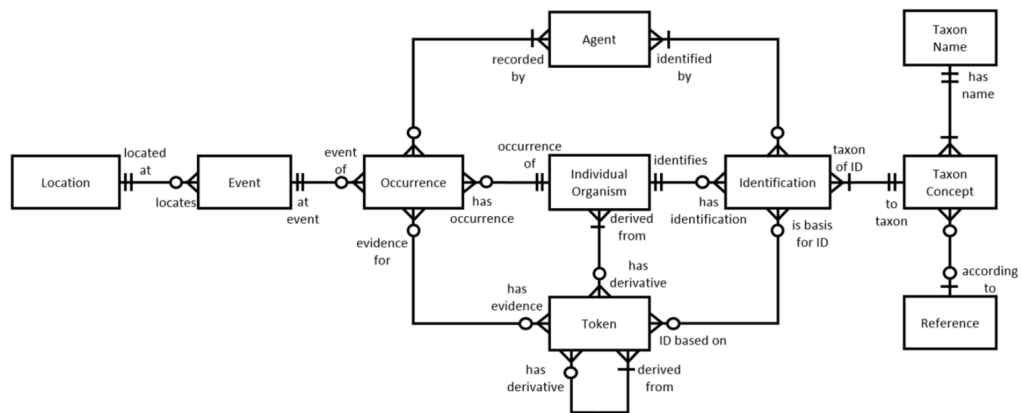 Agent
recorded
by
identified
by
Taxon
Name
has
name
Location
located
at
locates
Event
at
event
event
of
Occurrence
has
occurrence
occurrence
of
Individual
Organism
identifies
has
identification
Identification
taxon
of ID
to
taxon
Taxon
Concept
evidence
for
derived
from
is basis
for ID
has
derivative
has
evidence
Token
ID based on
according
to
Reference
has
derivative
derived
from